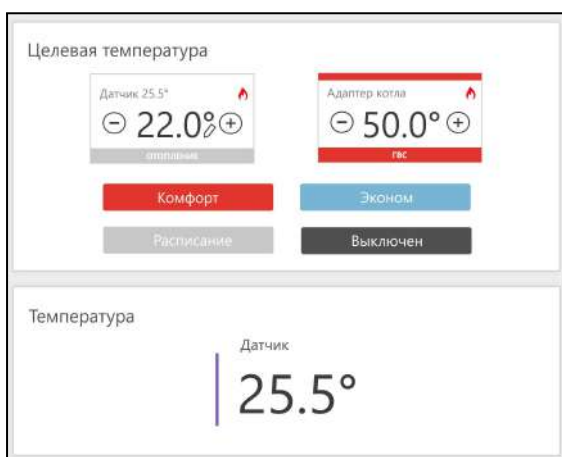 Целевая температура
Датчик 25.5°
Адаптер котла
22.0°
50.0°
ОТОПЛЕНИЕ
ГВС
Комфорт
Эконом
Расписание
Выключен
Температура
Датчик
25.5°